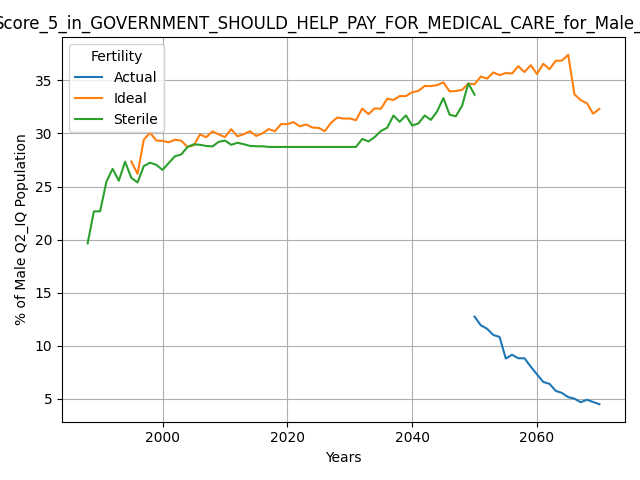 Score_5_in_GOVERNMENT_SHOULD_HELP_PAY_FOR_MEDICAL_CARE_for_Male_
Fertility
Actual
Ideal
Sterile
% of Male Q2_IQ Population
35
30
25
20
15
10
5
2000 2020 2040 2060
Years